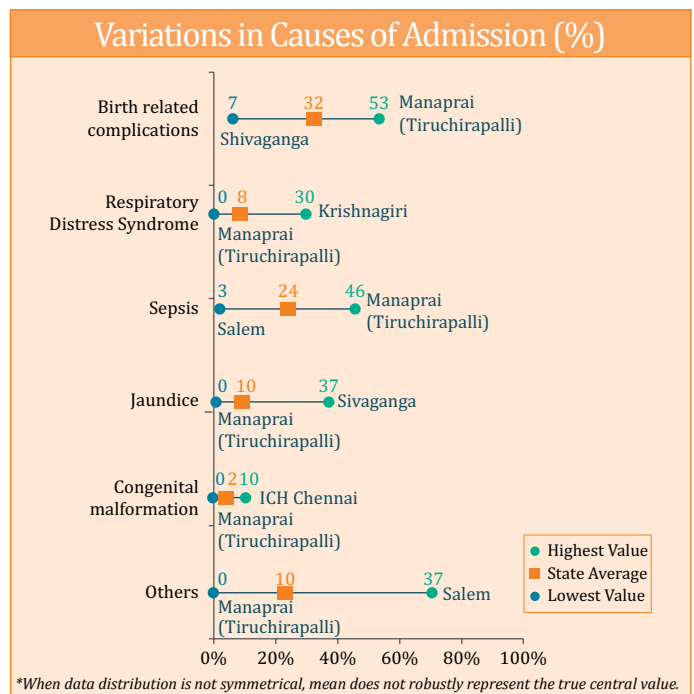 Variations in Causes of Admission (%)
Birth related
complications
7
32
53
Manaprai
(Tiruchirapalli)
Shivaganga
Respiratory
Distress Syndrome
0
8
30
Krishnagiri
Manaprai
(Tiruchirapalli)
Sepsis
3
24
46
Manaprai
(Tiruchirapalli)
Salem
Jaundice
0
10
37
Sivaganga
Manaprai
(Tiruchirapalli)
Congenital
malformation
0
2
10
ICH Chennai
Manaprai
(Tiruchirapalli)
Others
0
10
37
Salem
Manaprai
(Tiruchirapalli)
Highest Value
State Average
Lowest Value
0% 20% 40% 60% 80% 100%
*When data distribution is not symmetrical, mean does not robustly represent the true central value.